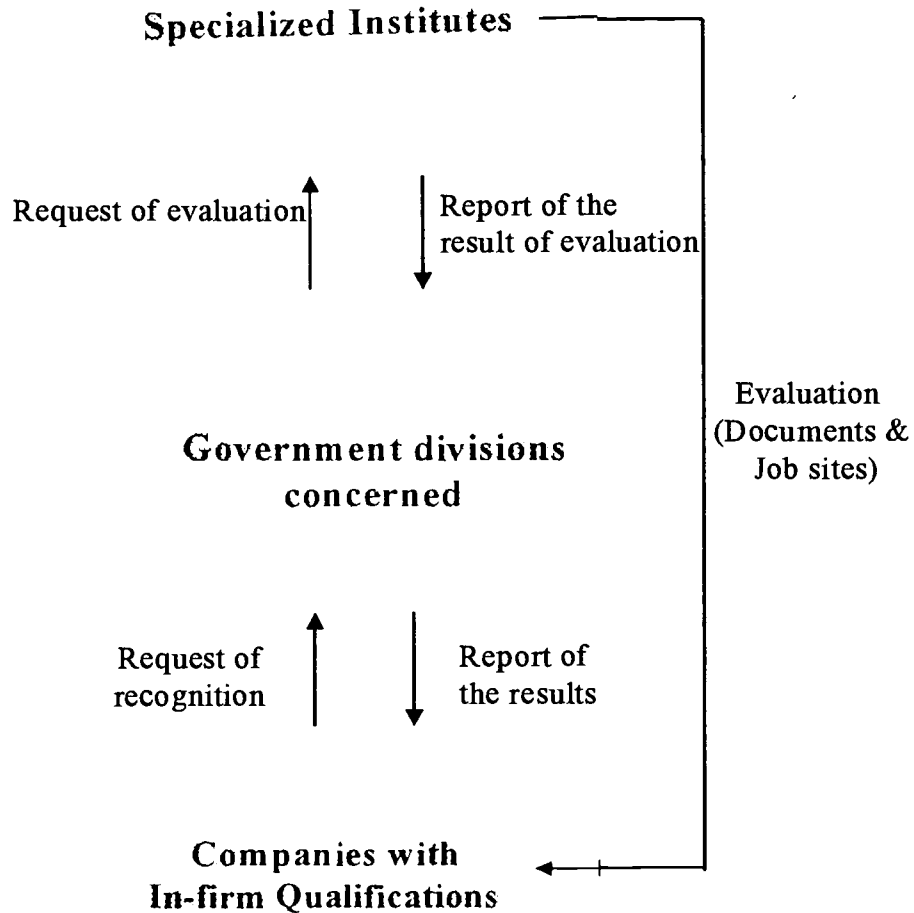 Specialized Institutes
Request of evaluation
Report of the
result of evaluation
Government divisions
concerned
Evaluation
(Documents &
Job sites)
Request of
recognition
Report of
the results
Companies with
In-firm Qualifications